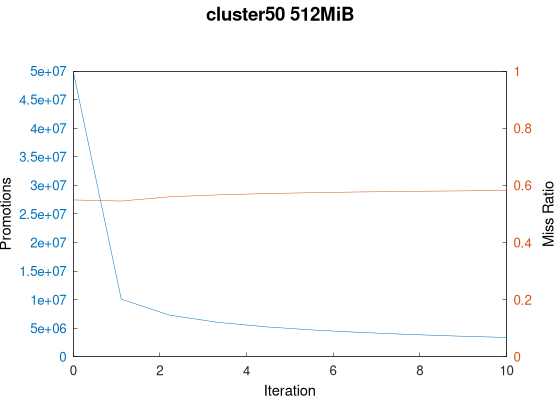 cluster50 512MiB
5e+07
4.5e+07
4e+07
3.5e+07
3e+07
2.5e+07
2e+07
1.5e+07
1e+07
5e+06
0
Promotions
1
0.8
0.6
0.4
0.2
0
Miss Ratio
0 2 4 6 8 10
Iteration